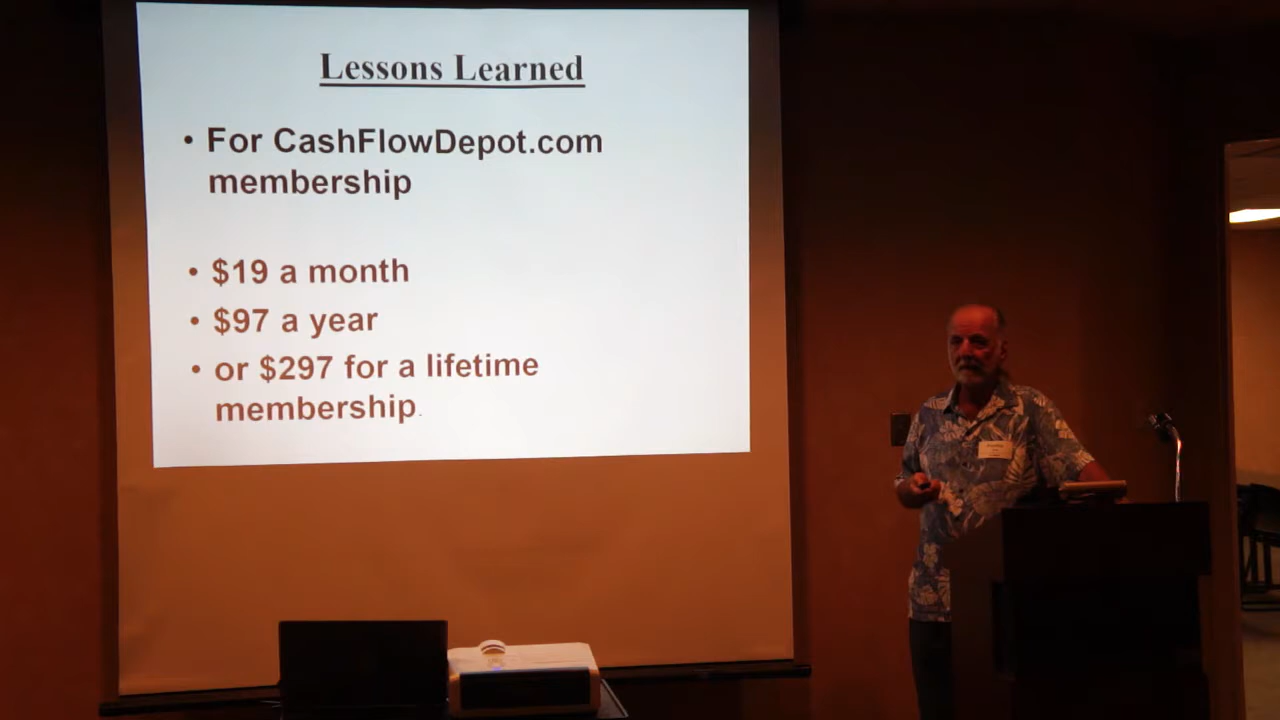 Lessons Learned
• For CashFlowDepot.com
membership
• $19 a month
• $97 a year
• or $297 for a lifetime
membership.